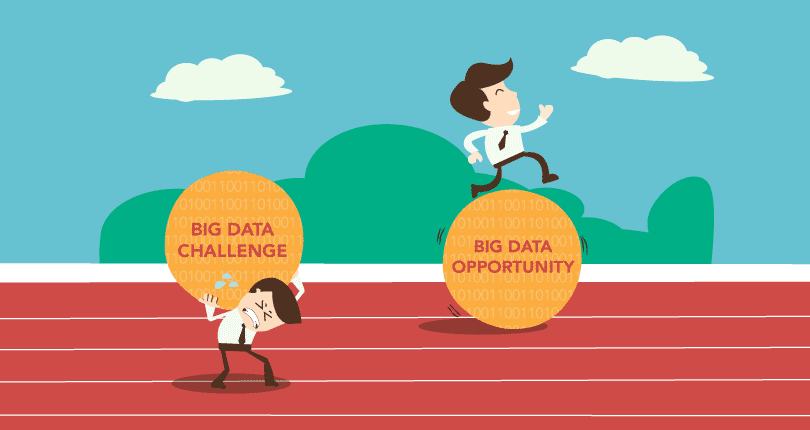 BIG DATA
CHALLENGE
BIG DATA
OPPORTUNITY